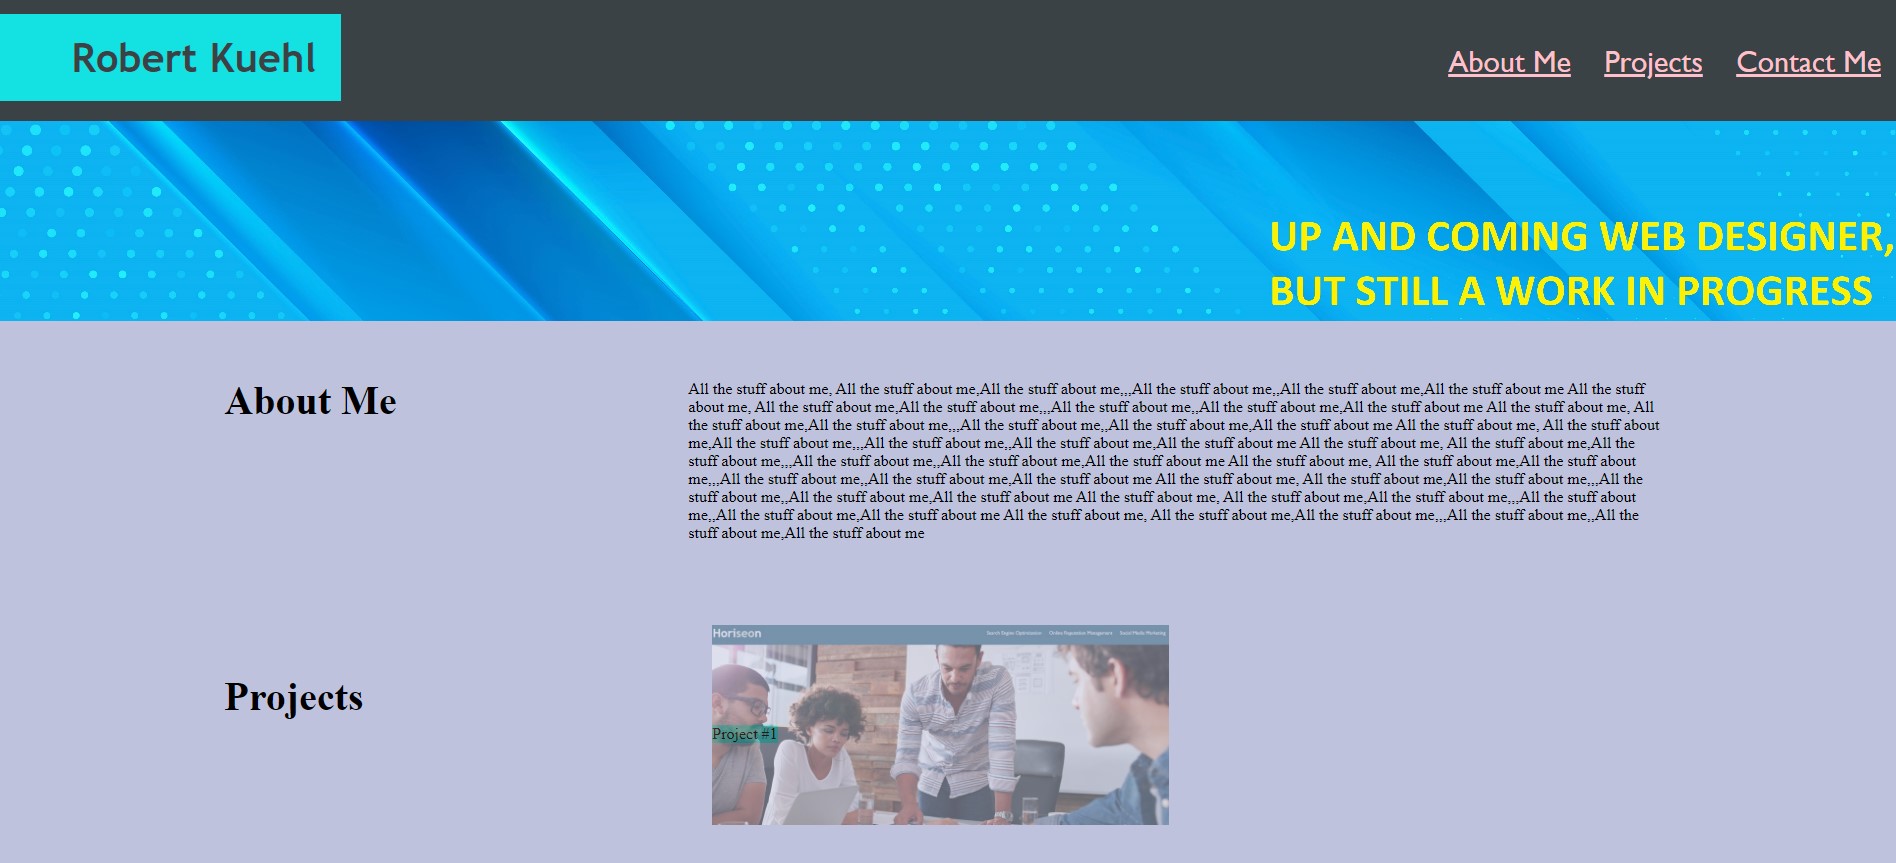 Robert Kuehl
About Me Projects Contact Me
UP AND COMING WEB DESIGNER,
BUT STILL A WORK IN PROGRESS
About Me
All the stuff about me, All the stuff about me,All the stuff about me,,,All the stuff about me,,All the stuff about me,All the stuff about me All the stuff
about me, All the stuff about me,All the stuff about me,,,All the stuff about me,,All the stuff about me,All the stuff about me All the stuff about me, All
the stuff about me,All the stuff about me,,,All the stuff about me,,All the stuff about me,All the stuff about me All the stuff about me, All the stuff about
me,All the stuff about me,,,All the stuff about me,,All the stuff about me,All the stuff about me All the stuff about me, All the stuff about me,All the
stuff about me,,,All the stuff about me,,All the stuff about me,All the stuff about me All the stuff about me, All the stuff about me,All the stuff about
me,,,All the stuff about me,,All the stuff about me,All the stuff about me All the stuff about me, All the stuff about me,All the stuff about me,,,All the
stuff about me,,All the stuff about me,All the stuff about me All the stuff about me, All the stuff about me,All the stuff about me,,,All the stuff about
me,,All the stuff about me,All the stuff about me All the stuff about me, All the stuff about me,All the stuff about me,,,All the stuff about me,,All the
stuff about me,All the stuff about me
Projects
Horiseon
Search Engine Optimization Online Reputation Management Social Media Marketing
Project #1